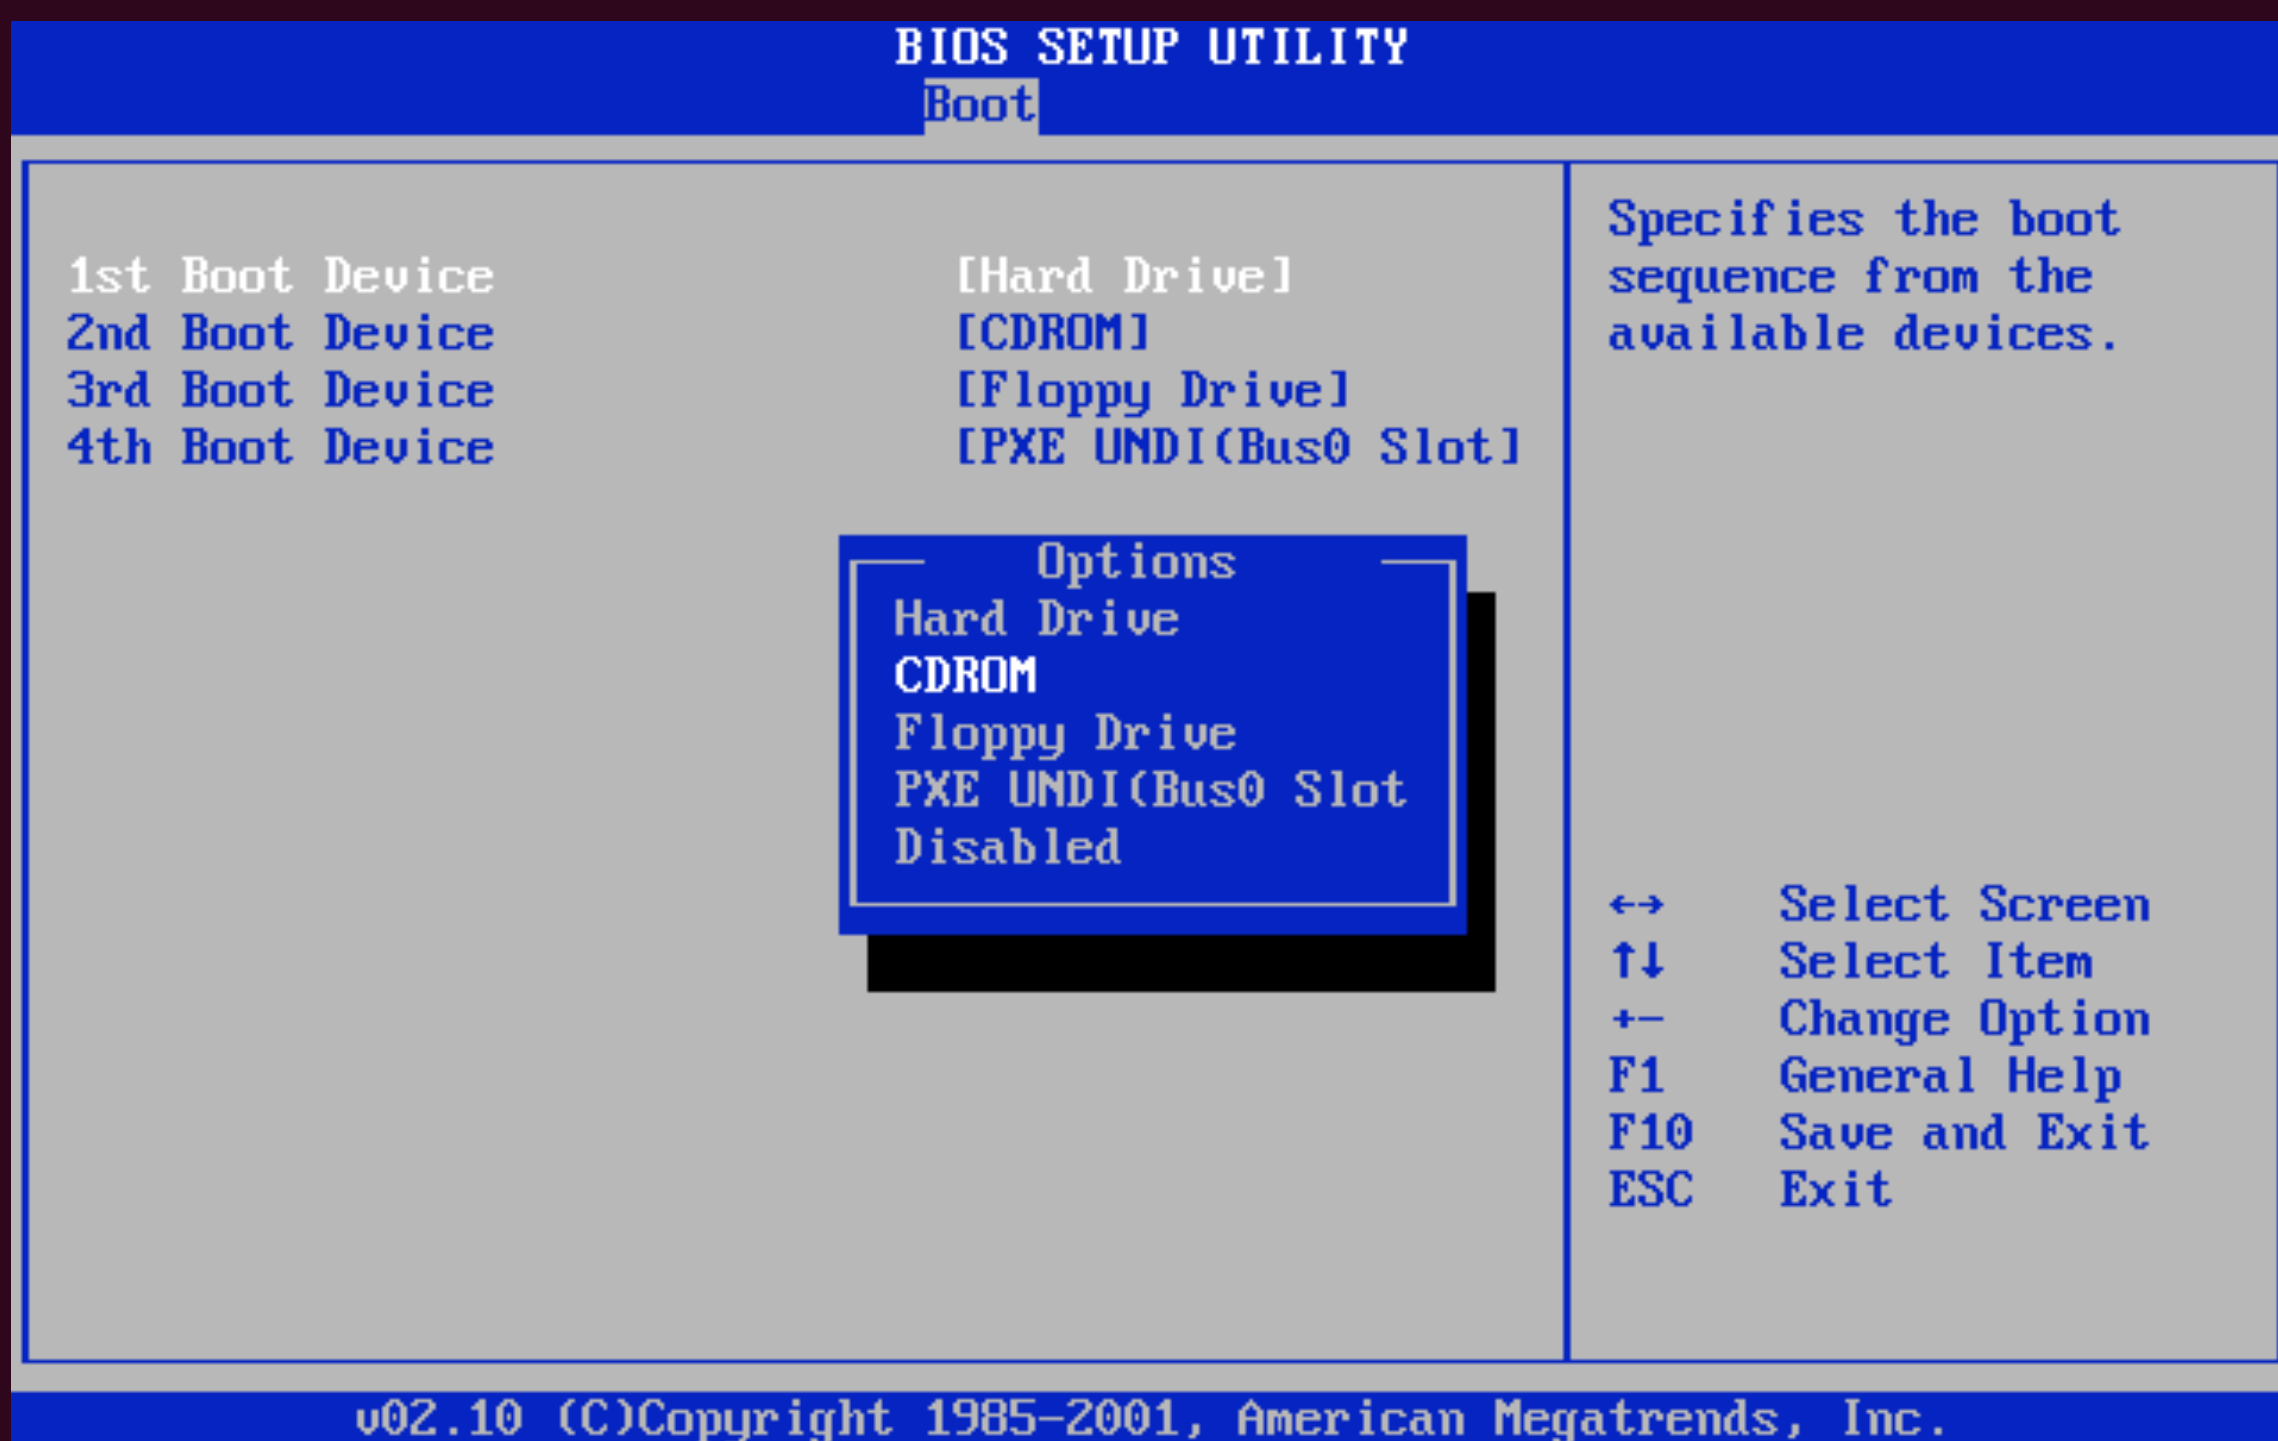 BIOS SETUP UTILITY
Boot
1st Boot Device [Hard Drive]
2nd Boot Device [CDROM]
3rd Boot Device [Floppy Drive]
4th Boot Device [PXE UNDI(Bus0 Slot]
Options
Hard Drive
CDROM
Floppy Drive
PXE UNDI(Bus0 Slot
Disabled
Specifies the boot
sequence from the
available devices.
←→ Select Screen
↑↓ Select Item
+- Change Option
F1 General Help
F10 Save and Exit
ESC Exit
v02.10 (C)Copyright 1985-2001, American Megatrends, Inc.